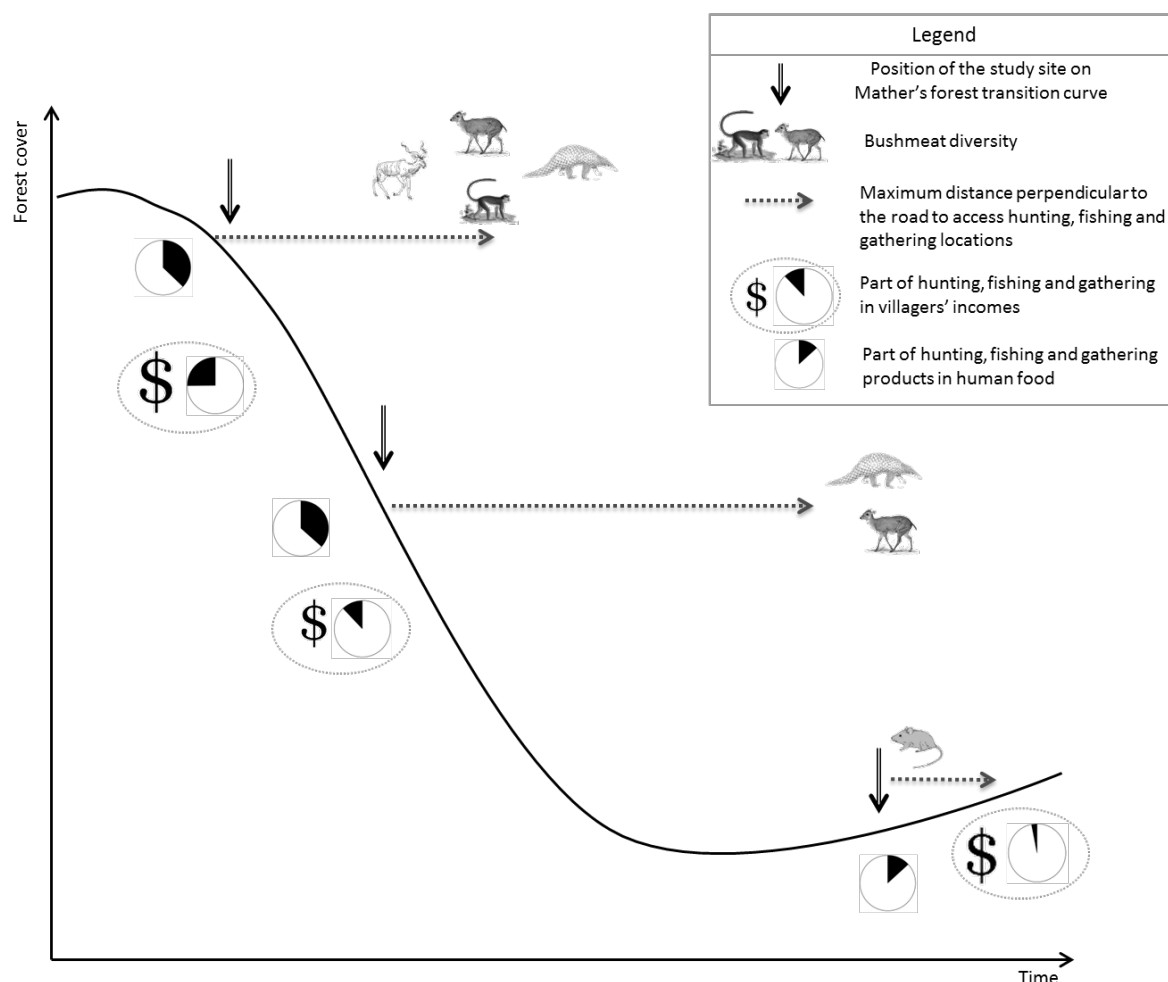 Legend
Position of the study site on
Mather's forest transition curve
Bushmeat diversity
Maximum distance perpendicular to
the road to access hunting, fishing and
gathering locations
$
Part of hunting, fishing and gathering
in villagers' incomes
Part of hunting, fishing and gathering
products in human food
Forest cover
$
$
$
Time